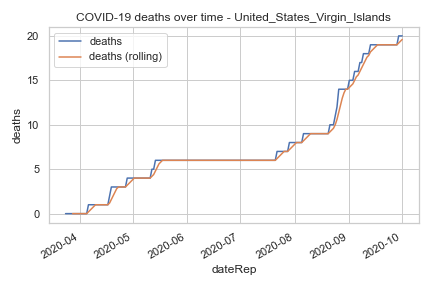 COVID-19 deaths over time - United_States_Virgin_Islands
deaths
deaths (rolling)
20
15
10
5
0
deaths
2020-04
2020-05
2020-06
2020-07
2020-08
2020-09
2020-10
dateRep